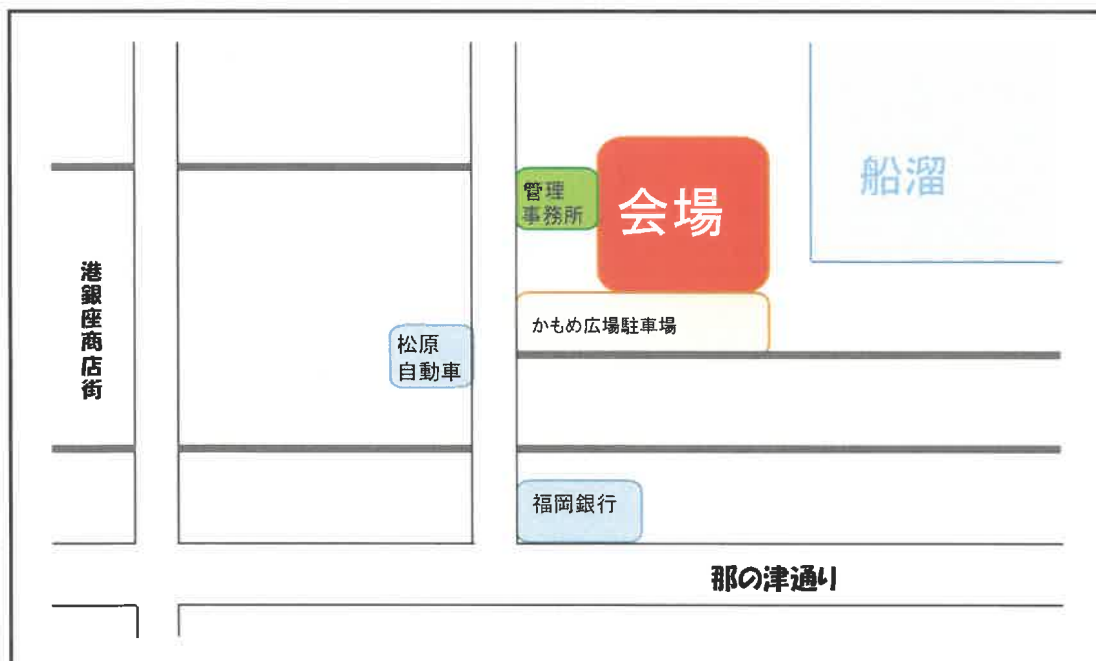 船溜
管理
事務所
会場
港銀座商店街
かもめ広場駐車場
松原
自動車
福岡銀行
那の津通り